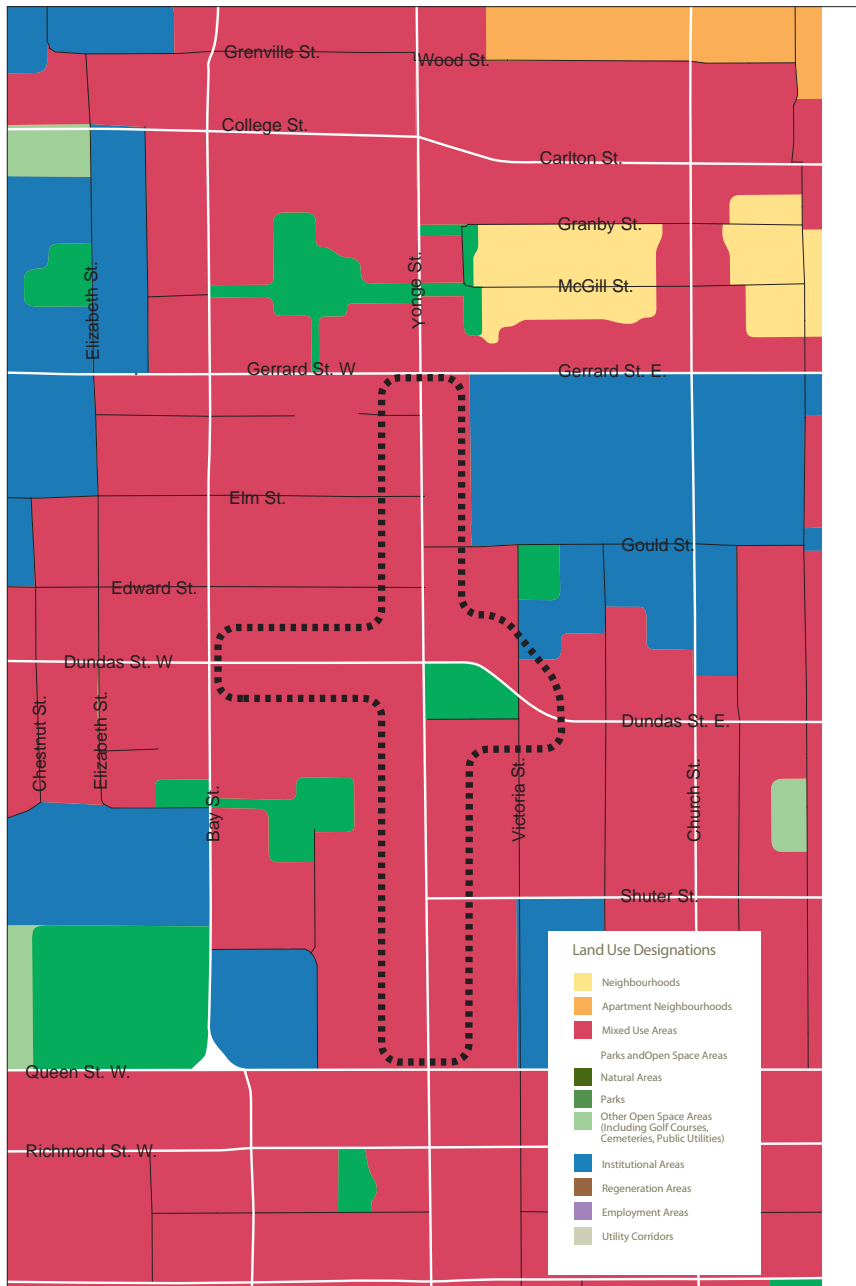 Grenville St.
Wood St.
College St.
Carlton St.
Granby St.
Elizabeth St.
Yonge St.
McGill St.
Gerrard St. W
Gerrard St. E.
Elm St.
Gould St.
Edward St.
Dundas St. W
Chestnut St.
Elizabeth St.
Dundas St. E.
Bay St.
Victoria St.
Church St.
Shuter St.
Land Use Designations
Neighbourhoods
Apartment Neighbourhoods
Mixed Use Areas
Parks andOpen Space Areas
Natural Areas
Parks
Other Open Space Areas
(Including Golf Courses,
Cemeteries, Public Utilities)
Institutional Areas
Regeneration Areas
Employment Areas
Utility Corridors
Queen St. W.
Richmond St. W.